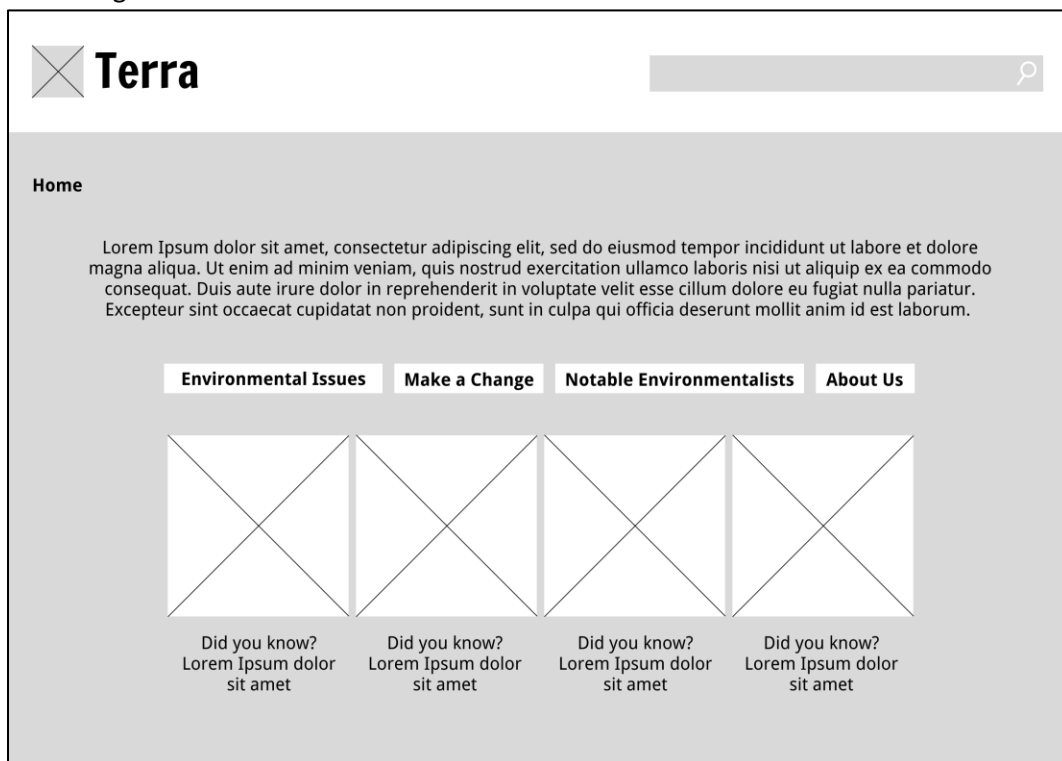 Terra
Home
Lorem Ipsum dolor sit amet, consectetur adipiscing elit, sed do eiusmod tempor incididunt ut labore et dolore
magna aliqua. Ut enim ad minim veniam, quis nostrud exercitation ullamco laboris nisi ut aliquip ex ea commodo
consequat. Duis aute irure dolor in reprehenderit in voluptate velit esse cillum dolore eu fugiat nulla pariatur.
Excepteur sint occaecat cupidatat non proident, sunt in culpa qui officia deserunt mollit anim id est laborum.
Environmental Issues
Make a Change
Notable Environmentalists
About Us
Did you know?
Lorem Ipsum dolor
sit amet
Did you know?
Lorem Ipsum dolor
sit amet
Did you know?
Lorem Ipsum dolor
sit amet
Did you know?
Lorem Ipsum dolor
sit amet